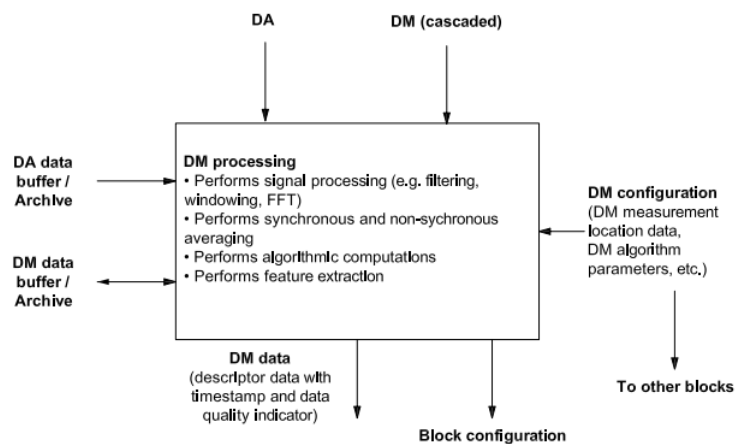 DA
DM (cascaded)
DA data
buffer /
Archive
DM data
buffer /
Archive
DM processing
• Performs signal processing (e.g. filtering,
windowing, FFT)
• Performs synchronous and non-sychronous
averaging
• Performs algorithmic computations
• Performs feature extraction
DM configuration
(DM measurement
location data,
DM algorithm
parameters, etc.)
DM data
(descriptor data with
timestamp and data
quality indicator)
Block configuration
To other blocks